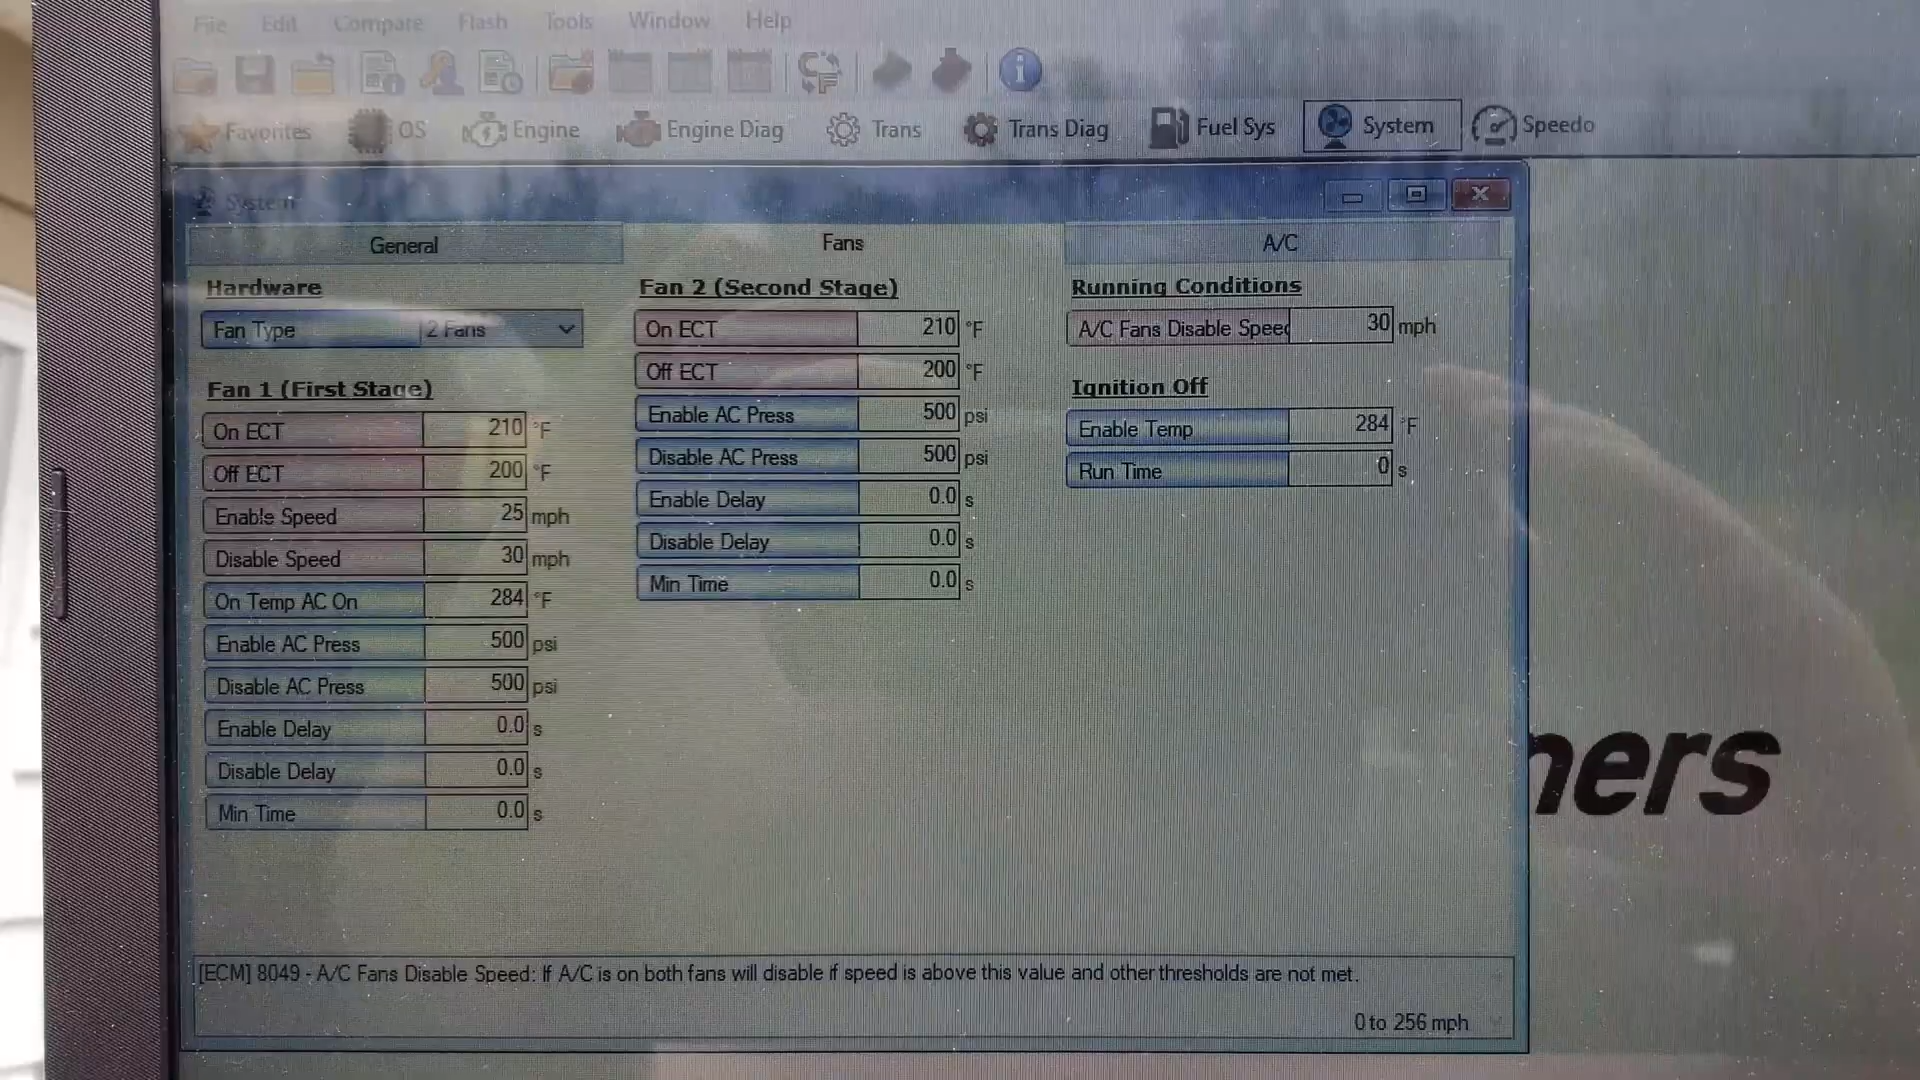 File Edit Compare Flash Tools Window Help
Favorites OS Engine Engine Diag Trans Trans Diag Fuel Sys System Speedo
System
General Fans A/C
Hardware
Fan Type 2 Fans
Fan 1 (First Stage)
On ECT 210 °F
Off ECT 200 °F
Enable Speed 25 mph
Disable Speed 30 mph
On Temp AC On 284 °F
Enable AC Press 500 psi
Disable AC Press 500 psi
Enable Delay 0.0 s
Disable Delay 0.0 s
Min Time 0.0 s
Fan 2 (Second Stage)
On ECT 210 °F
Off ECT 200 °F
Enable AC Press 500 psi
Disable AC Press 500 psi
Enable Delay 0.0 s
Disable Delay 0.0 s
Min Time 0.0 s
Running Conditions
A/C Fans Disable Speed 30 mph
Ignition Off
Enable Temp 284 °F
Run Time 0 s
ners
[ECM] 8049 - A/C Fans Disable Speed: If A/C is on both fans will disable if speed is above this value and other thresholds are not met.
0 to 256 mph